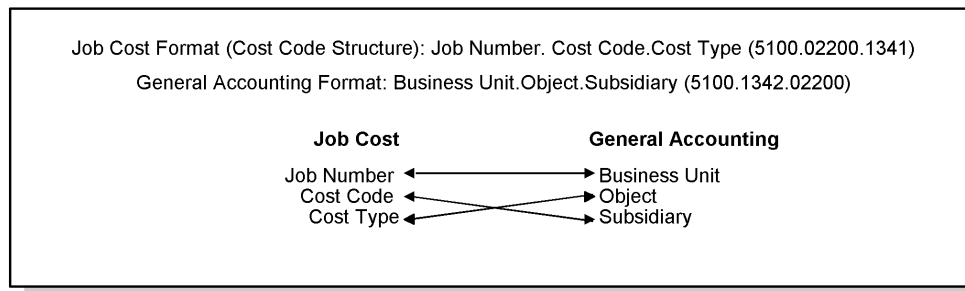 Job Cost Format (Cost Code Structure): Job Number. Cost Code.Cost Type (5100.02200.1341)
General Accounting Format: Business Unit.Object.Subsidiary (5100.1342.02200)
Job Cost General Accounting
Job Number Business Unit
Cost Code Object
Cost Type Subsidiary